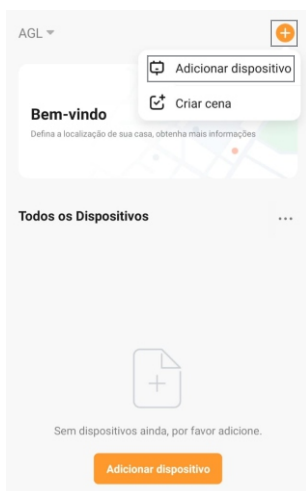 AGL
Adicionar dispositivo
Criar cena
Bem-vindo
Defina a localização de sua casa, obtenha mais informações
Todos os Dispositivos
Sem dispositivos ainda, por favor adicione.
Adicionar dispositivo